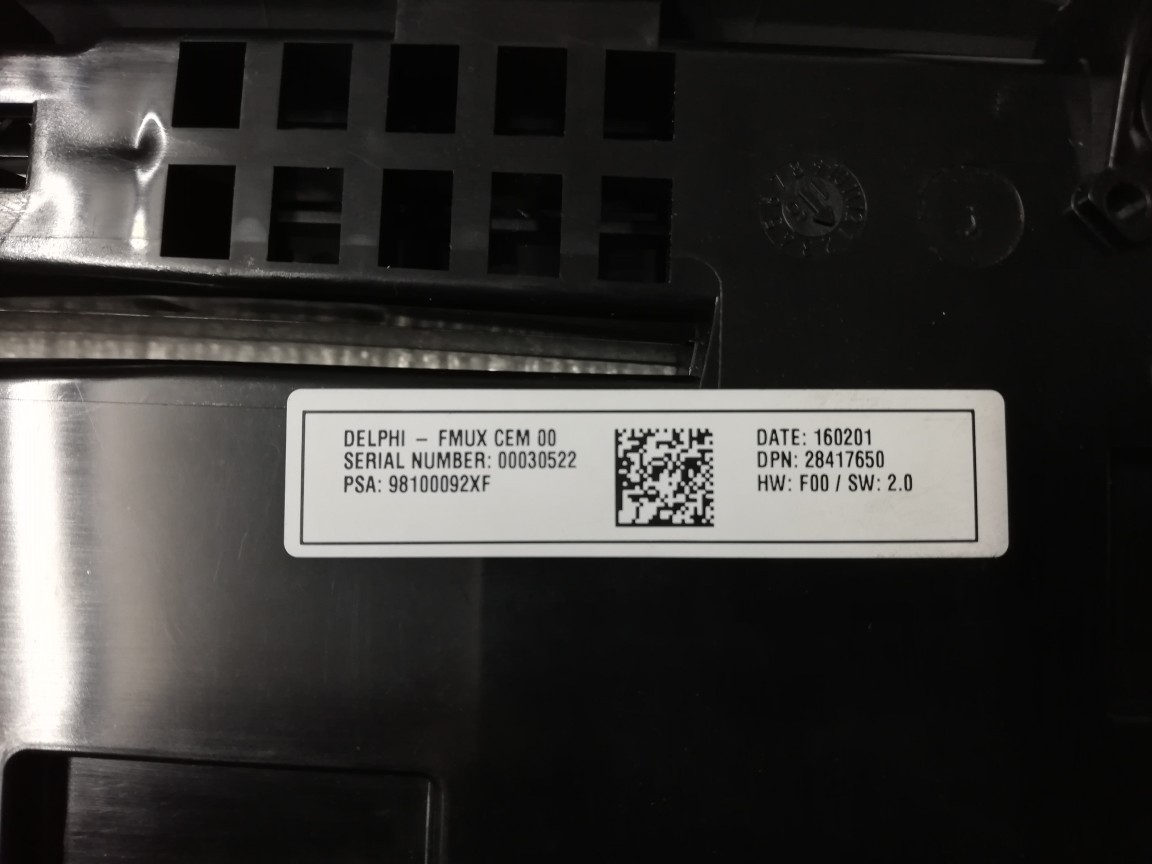 DELPHI – FMUX CEM 00
SERIAL NUMBER: 00030522
PSA: 98100092XF
DATE: 160201
DPN: 28417650
HW: F00 / SW: 2.0